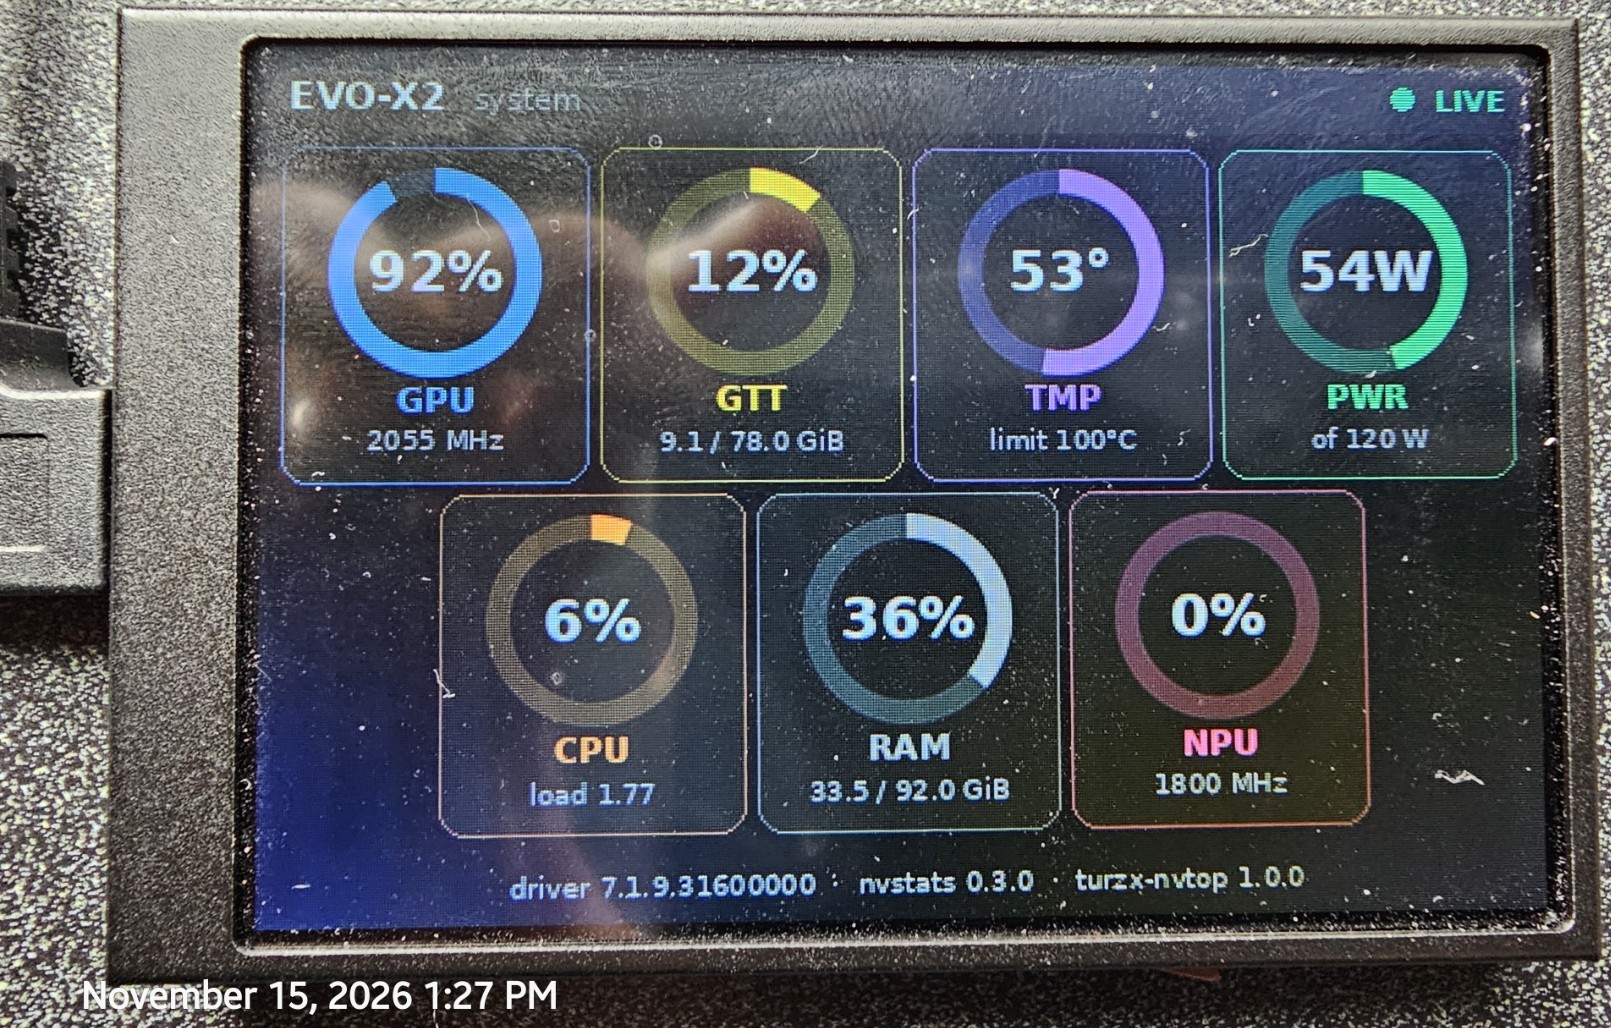 EVO-X2 system
LIVE
92%
GPU
2055 MHz
12%
GTT
9.1 / 78.0 GiB
53°
TMP
limit 100°C
54W
PWR
of 120 W
6%
CPU
load 1.77
36%
RAM
33.5 / 92.0 GiB
0%
NPU
1800 MHz
driver 7.1.9.31600000 · nvstats 0.3.0 · turzx-nvtop 1.0.0
November 15, 2026 1:27 PM